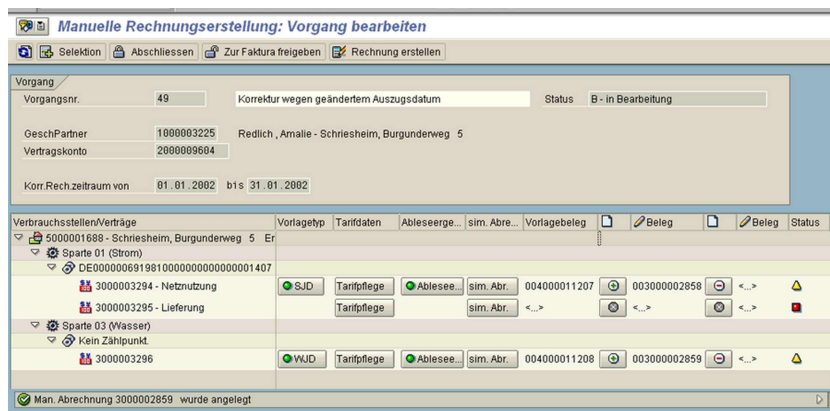 Manuelle Rechnungserstellung: Vorgang bearbeiten
Selektion Abschliessen Zur Faktura freigeben Rechnung erstellen
Vorgang
Vorgangsnr. 49 Korrektur wegen geändertem Auszugsdatum Status B - in Bearbeitung
GeschPartner 1000003225 Redlich , Amalie - Schriesheim, Burgunderweg 5
Vertragskonto 2000009604
Korr.Rech.zeitraum von 01.01.2002 bis 31.01.2002
Verbrauchsstellen/Verträge Vorlagetyp Tarifdaten Ableseerge... sim. Abre... Vorlagebeleg Beleg Beleg Status
5000001688 - Schriesheim, Burgunderweg 5 Er
Sparte 01 (Strom)
DE00000069198100000000000000001407
3000003294 - Netznutzung SJD Tarifpflege Ablesee... sim. Abr. 004000011207 003000002858 <...>
3000003295 - Lieferung Tarifpflege sim. Abr. <...> <...> <...>
Sparte 03 (Wasser)
Kein Zählpunkt.
3000003296 WJD Tarifpflege Ablesee... sim. Abr. 004000011208 003000002859 <...>
Man. Abrechnung 3000002859 wurde angelegt